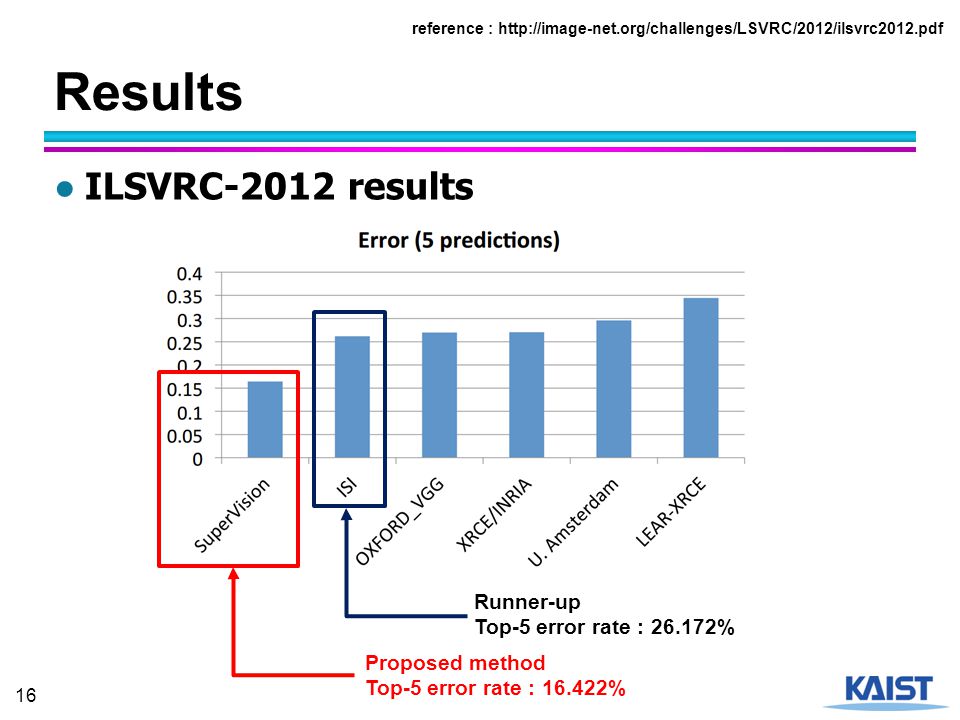 reference : http://image-net.org/challenges/LSVRC/2012/ilsvrc2012.pdf
Results
● ILSVRC-2012 results
Error (5 predictions)
0.4
0.35
0.3
0.25
0.2
0.15
0.1
0.05
0
SuperVision
ISI
OXFORD_VGG
XRCE/INRIA
U. Amsterdam
LEAR-XRCE
Runner-up
Top-5 error rate : 26.172%
Proposed method
Top-5 error rate : 16.422%
16
KAIST